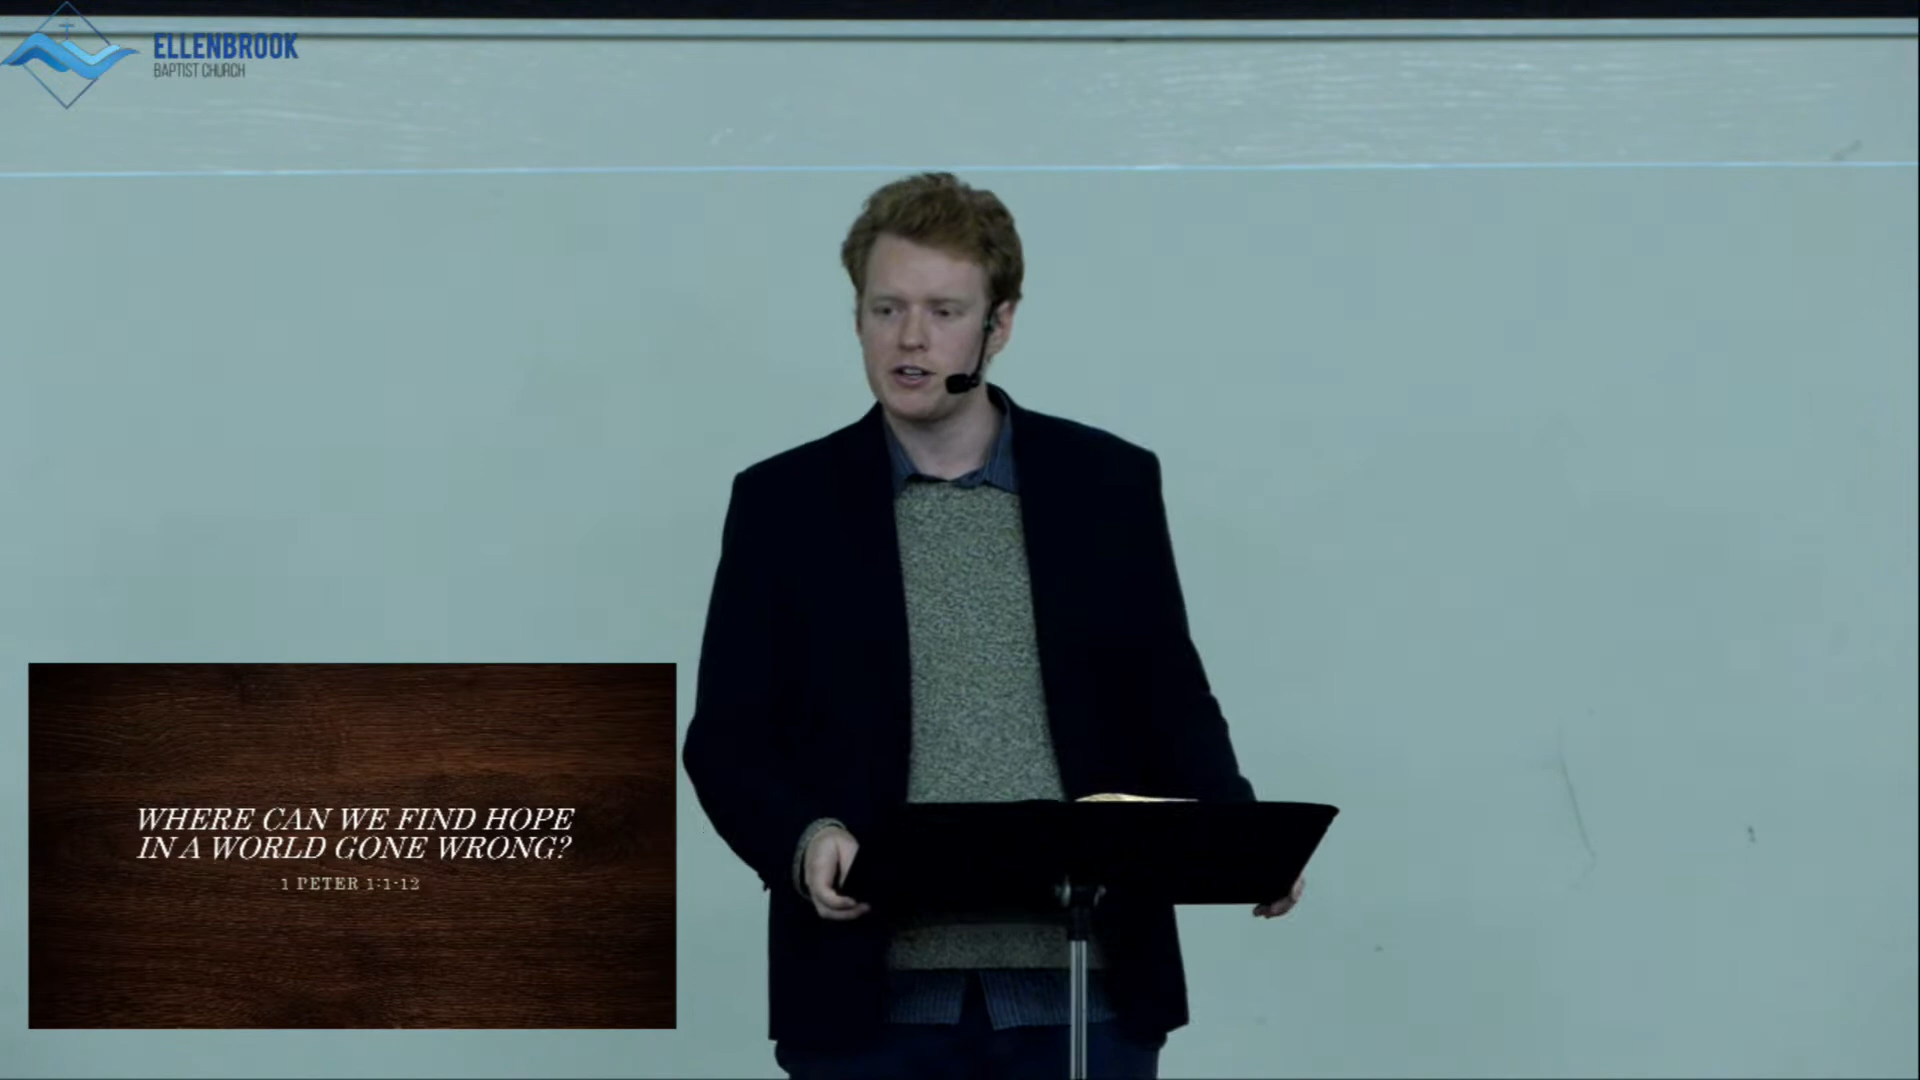 ELLENBROOK
BAPTIST CHURCH
WHERE CAN WE FIND HOPE
IN A WORLD GONE WRONG?
1 PETER 1:1-12